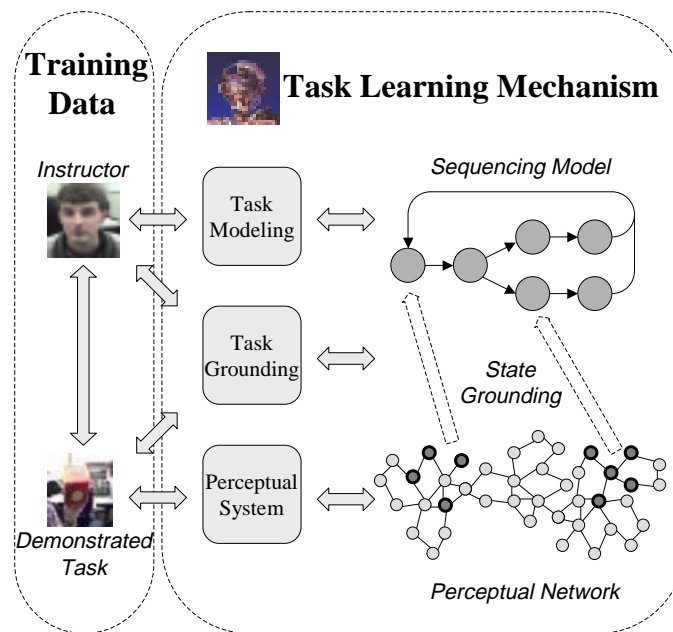 Training
Data
Task Learning Mechanism
Instructor
Task
Modeling
Sequencing Model
Task
Grounding
State
Grounding
Perceptual
System
Demonstrated
Task
Perceptual Network